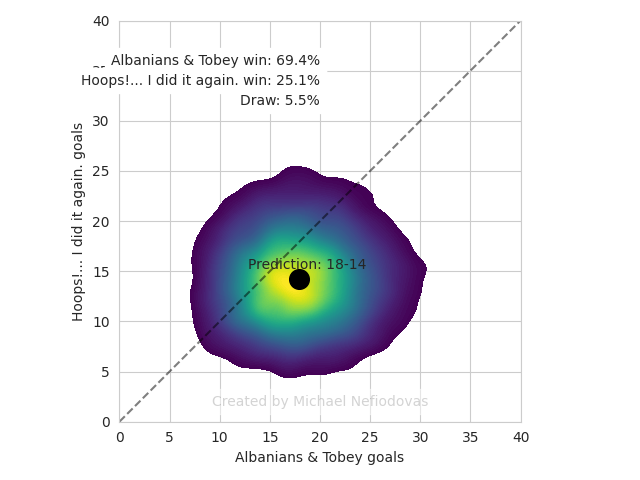 40
Albanians & Tobey win: 69.4%
Hoops!... I did it again. win: 25.1%
Draw: 5.5%
30
25
20
15
10
5
0
Hoops!... I did it again. goals
Prediction: 18-14
Created by Michael Nefiodovas
0 5 10 15 20 25 30 35 40
Albanians & Tobey goals